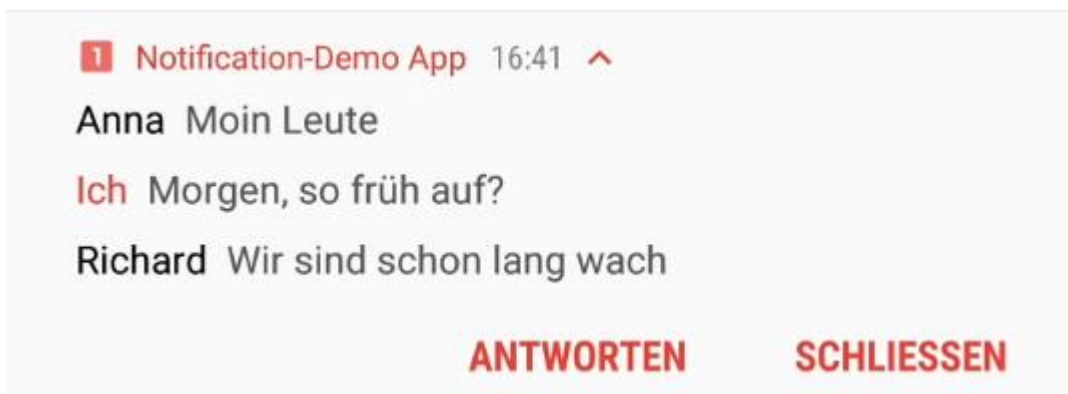 1 Notification-Demo App 16:41
Anna Moin Leute
Ich Morgen, so früh auf?
Richard Wir sind schon lang wach
ANTWORTEN SCHLIESSEN